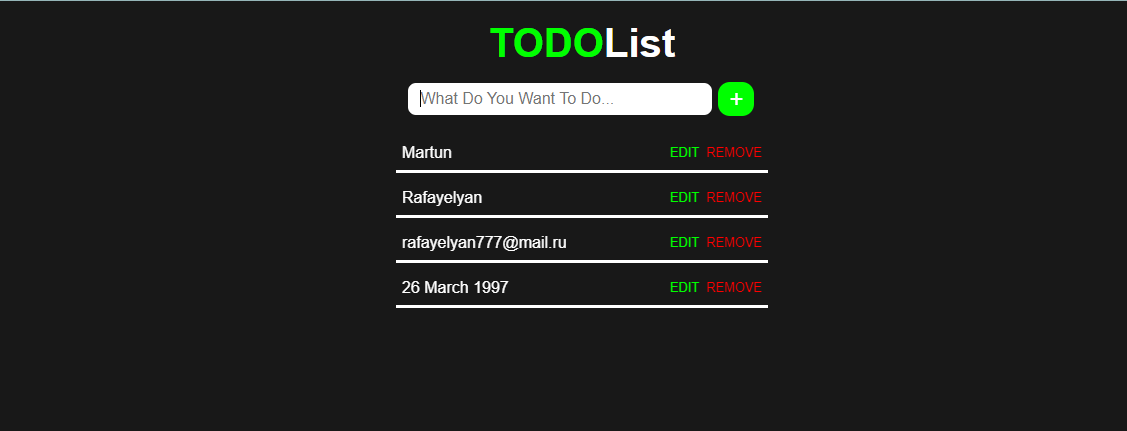 TODOList
What Do You Want To Do...
+
Martun EDIT REMOVE
Rafayelyan EDIT REMOVE
rafayelyan777@mail.ru EDIT REMOVE
26 March 1997 EDIT REMOVE